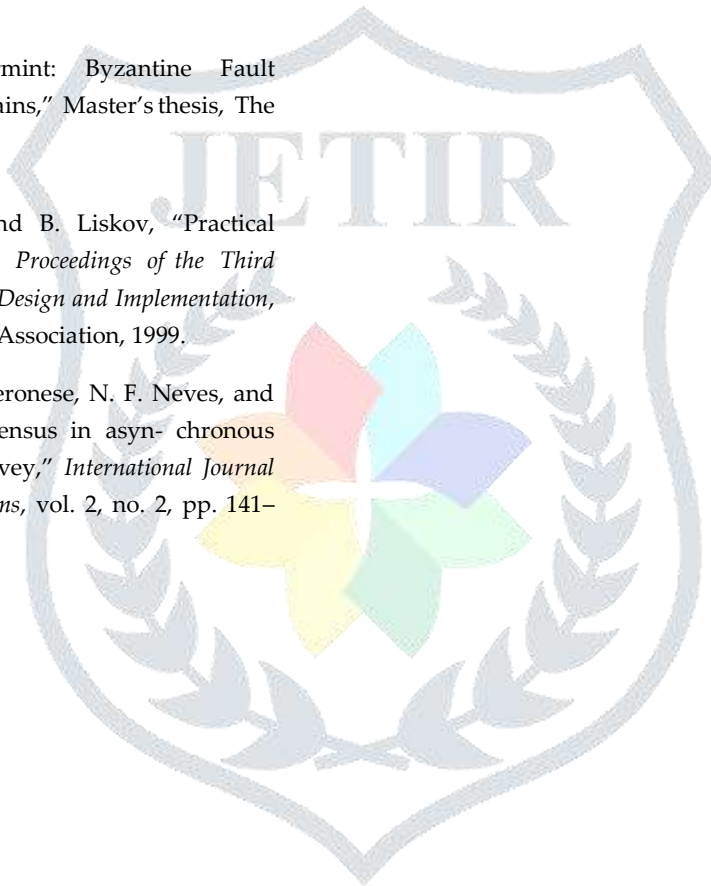 rmint: Byzantine Fault
ains,” Master’s thesis, The
JETIR
nd B. Liskov, “Practical
Proceedings of the Third
Design and Implementation,
Association, 1999.
eronese, N. F. Neves, and
ensus in asyn- chronous
vey,” International Journal
ns, vol. 2, no. 2, pp. 141–